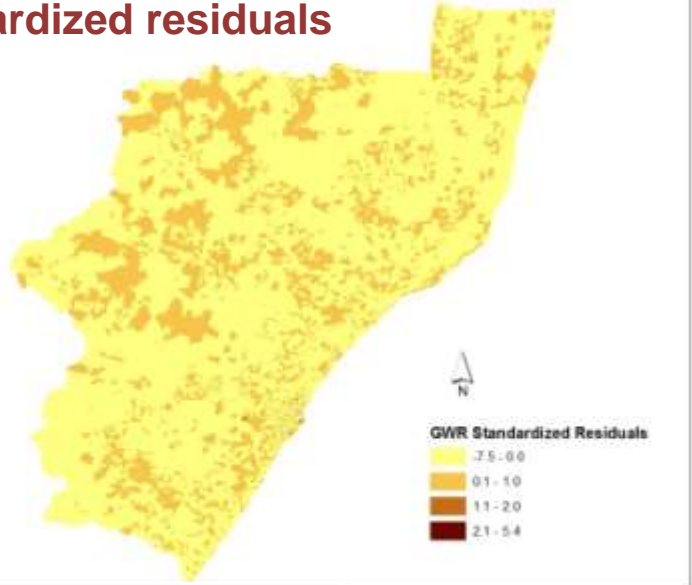 ardized residuals
N
GWR Standardized Residuals
-7.5 - 0.0
0.1 - 1.0
1.1 - 2.0
2.1 - 5.4